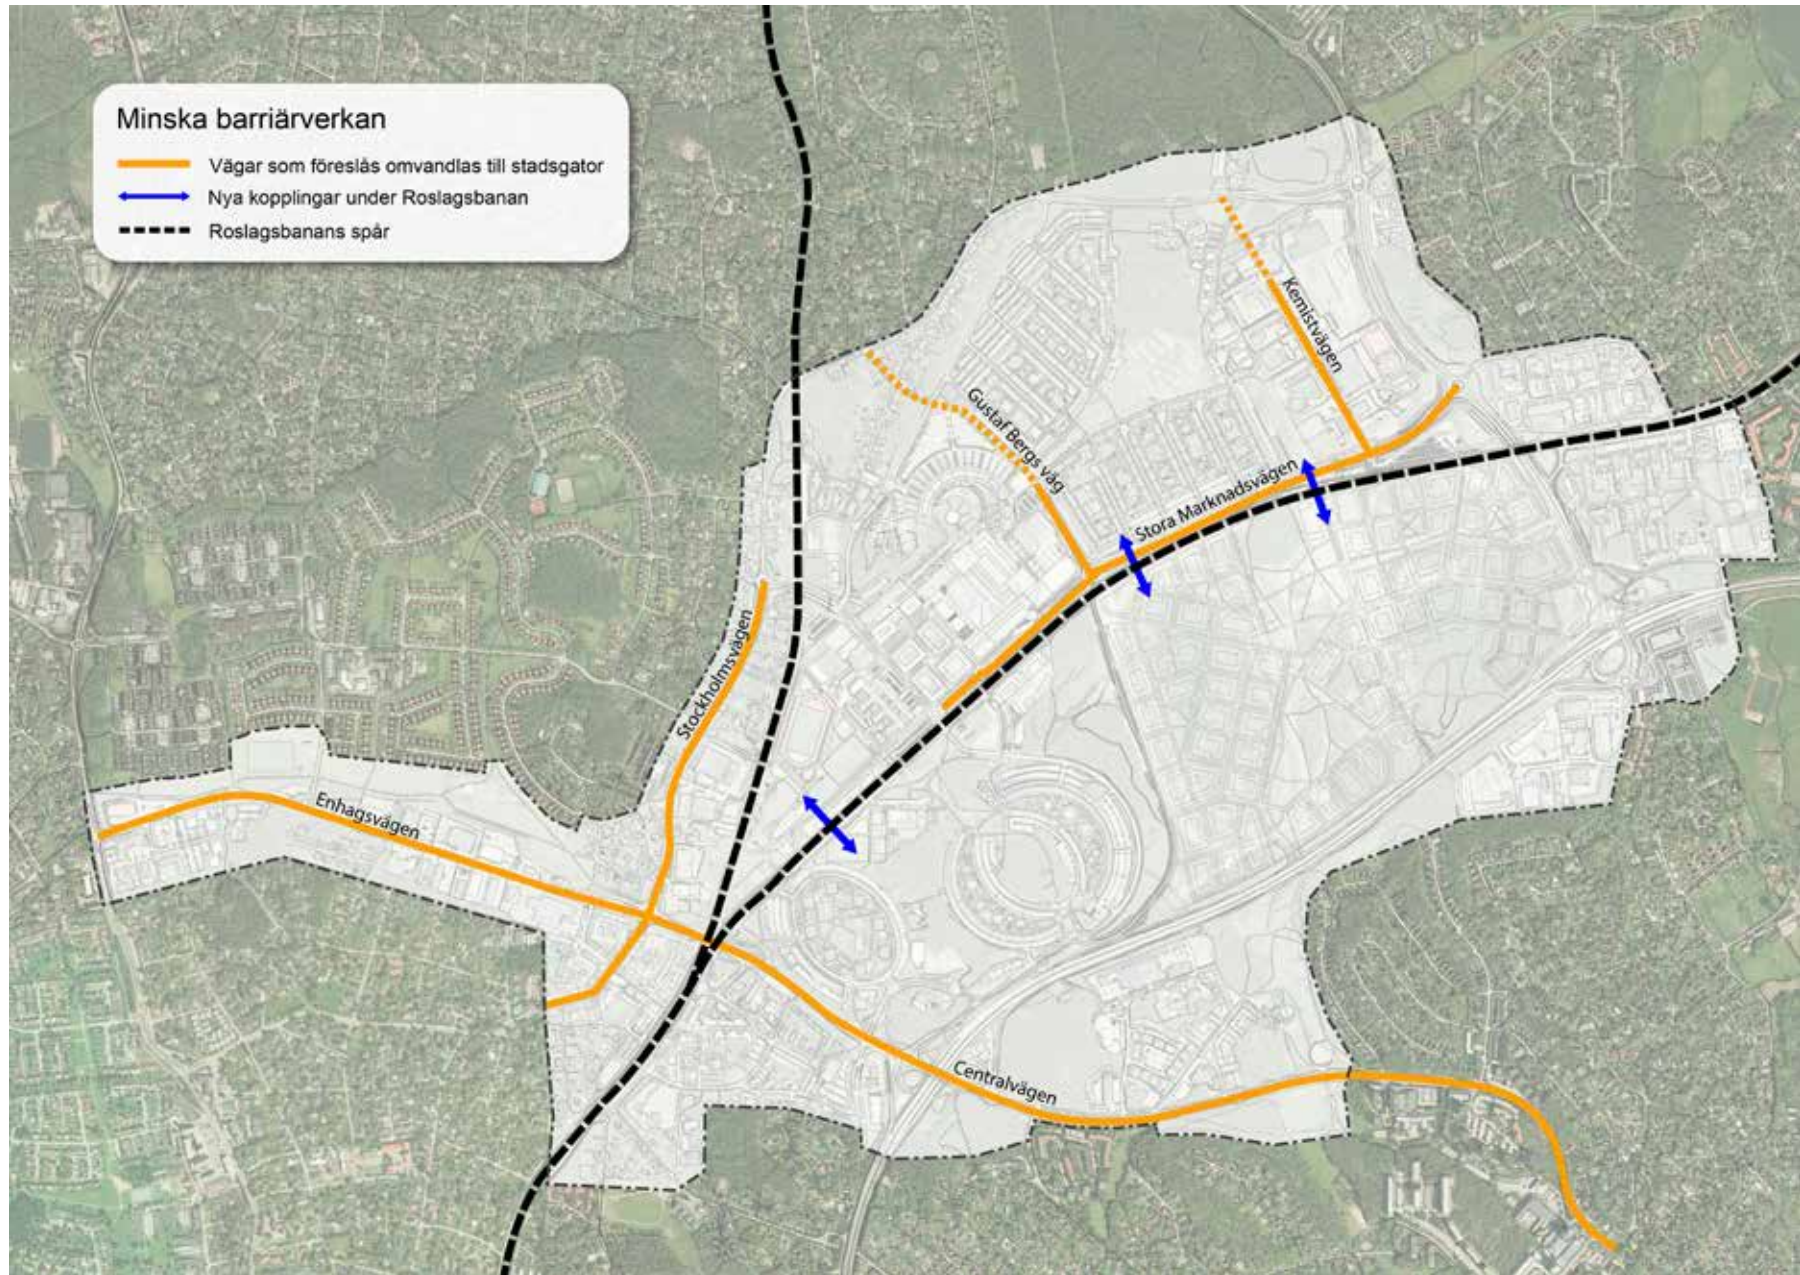 Minska barriärverkan
Vägar som föreslås omvandlas till stadsgator
Nya kopplingar under Roslagsbanan
Roslagsbanans spår
Kemistvägen
Gustaf Bergs väg
Stora Marknadsvägen
Stockholmsvägen
Enhagsvägen
Centralvägen